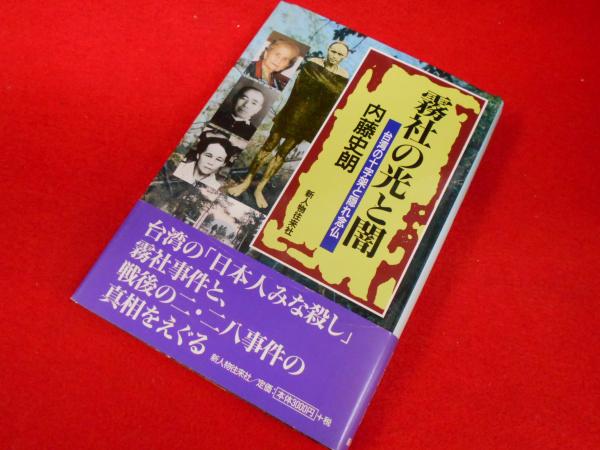 霧社の光と闇
台湾の十字架と隠れ念仏
内藤史朗
新人物往来社
台湾の「日本人みな殺し」
霧社事件と、
戦後の二・二八事件の
真相をえぐる
新人物往来社/定価:[本体3000円]+税